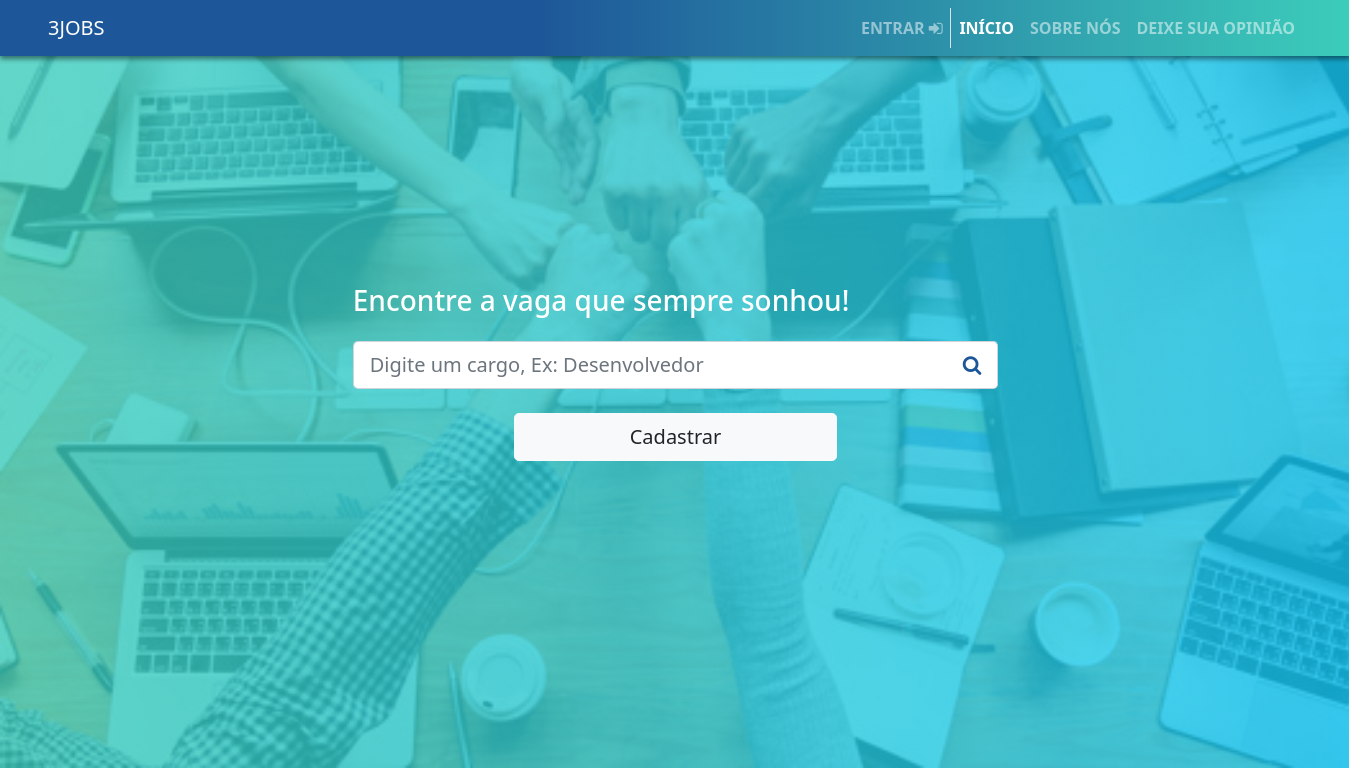 3JOBS
ENTRAR
INÍCIO
SOBRE NÓS
DEIXE SUA OPINIÃO
Encontre a vaga que sempre sonhou!
Digite um cargo, Ex: Desenvolvedor
Cadastrar